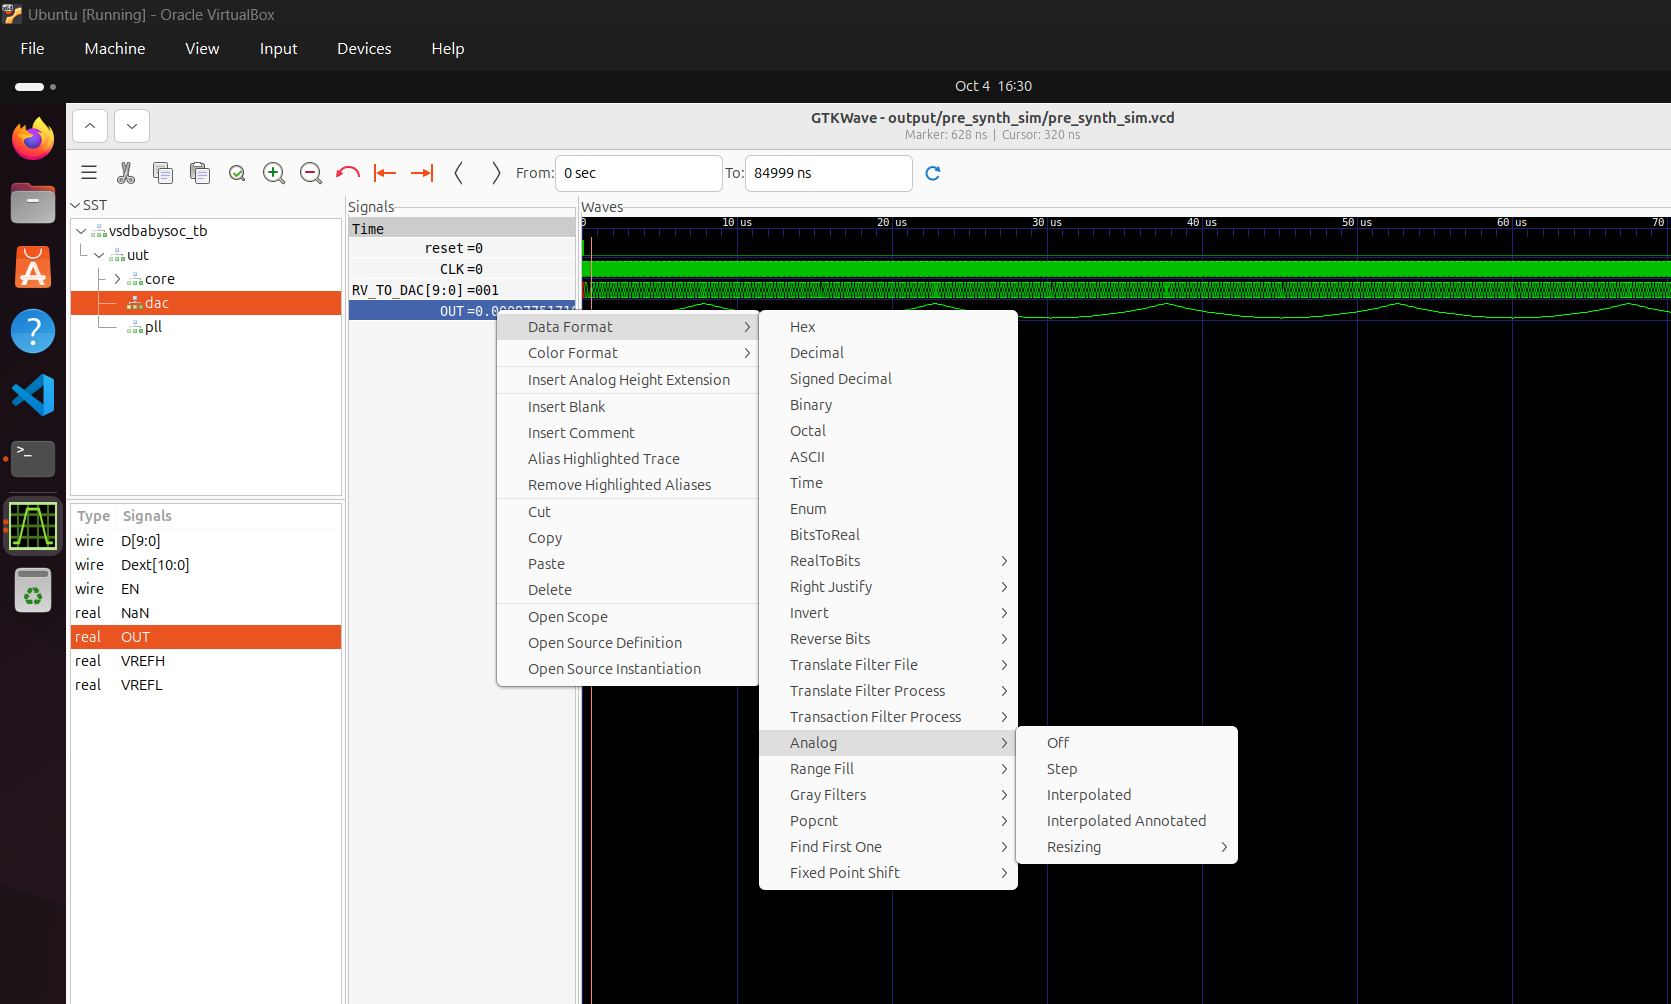 Ubuntu [Running] - Oracle VirtualBox
File Machine View Input Devices Help
Oct 4 16:30
GTKWave - output/pre_synth_sim/pre_synth_sim.vcd
Marker: 628 ns | Cursor: 320 ns
From: 0 sec To: 84999 ns
SST
vsdbabysoc_tb
uut
core
dac
pll
Type Signals
wire D[9:0]
wire Dext[10:0]
wire EN
real NaN
real OUT
real VREFH
real VREFL
Signals
Time
reset=0
CLK=0
RV_TO_DAC[9:0]=001
Waves
0 10 us 20 us 30 us 40 us 50 us 60 us 70
Data Format
Color Format
Insert Analog Height Extension
Insert Blank
Insert Comment
Alias Highlighted Trace
Remove Highlighted Aliases
Cut
Copy
Paste
Delete
Open Scope
Open Source Definition
Open Source Instantiation
Hex
Decimal
Signed Decimal
Binary
Octal
ASCII
Time
Enum
BitsToReal
RealToBits
Right Justify
Invert
Reverse Bits
Translate Filter File
Translate Filter Process
Transaction Filter Process
Analog
Range Fill
Gray Filters
Popcnt
Find First One
Fixed Point Shift
Off
Step
Interpolated
Interpolated Annotated
Resizing